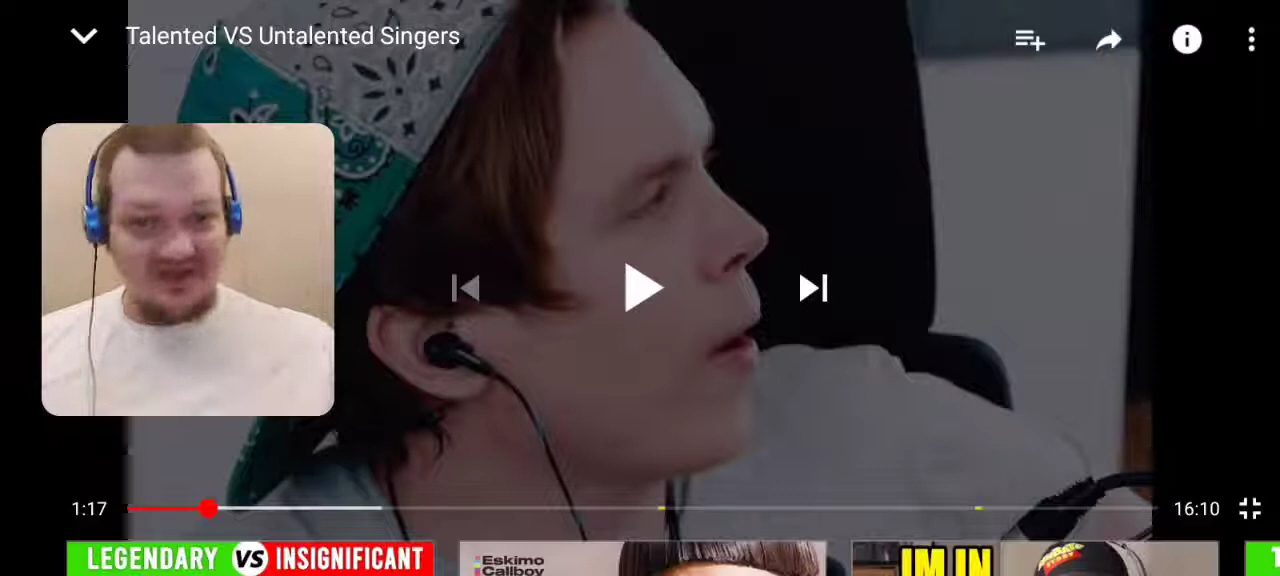 Talented VS Untalented Singers
1:17
16:10
LEGENDARY VS INSIGNIFICANT
Eskimo
Callboy
IM IN